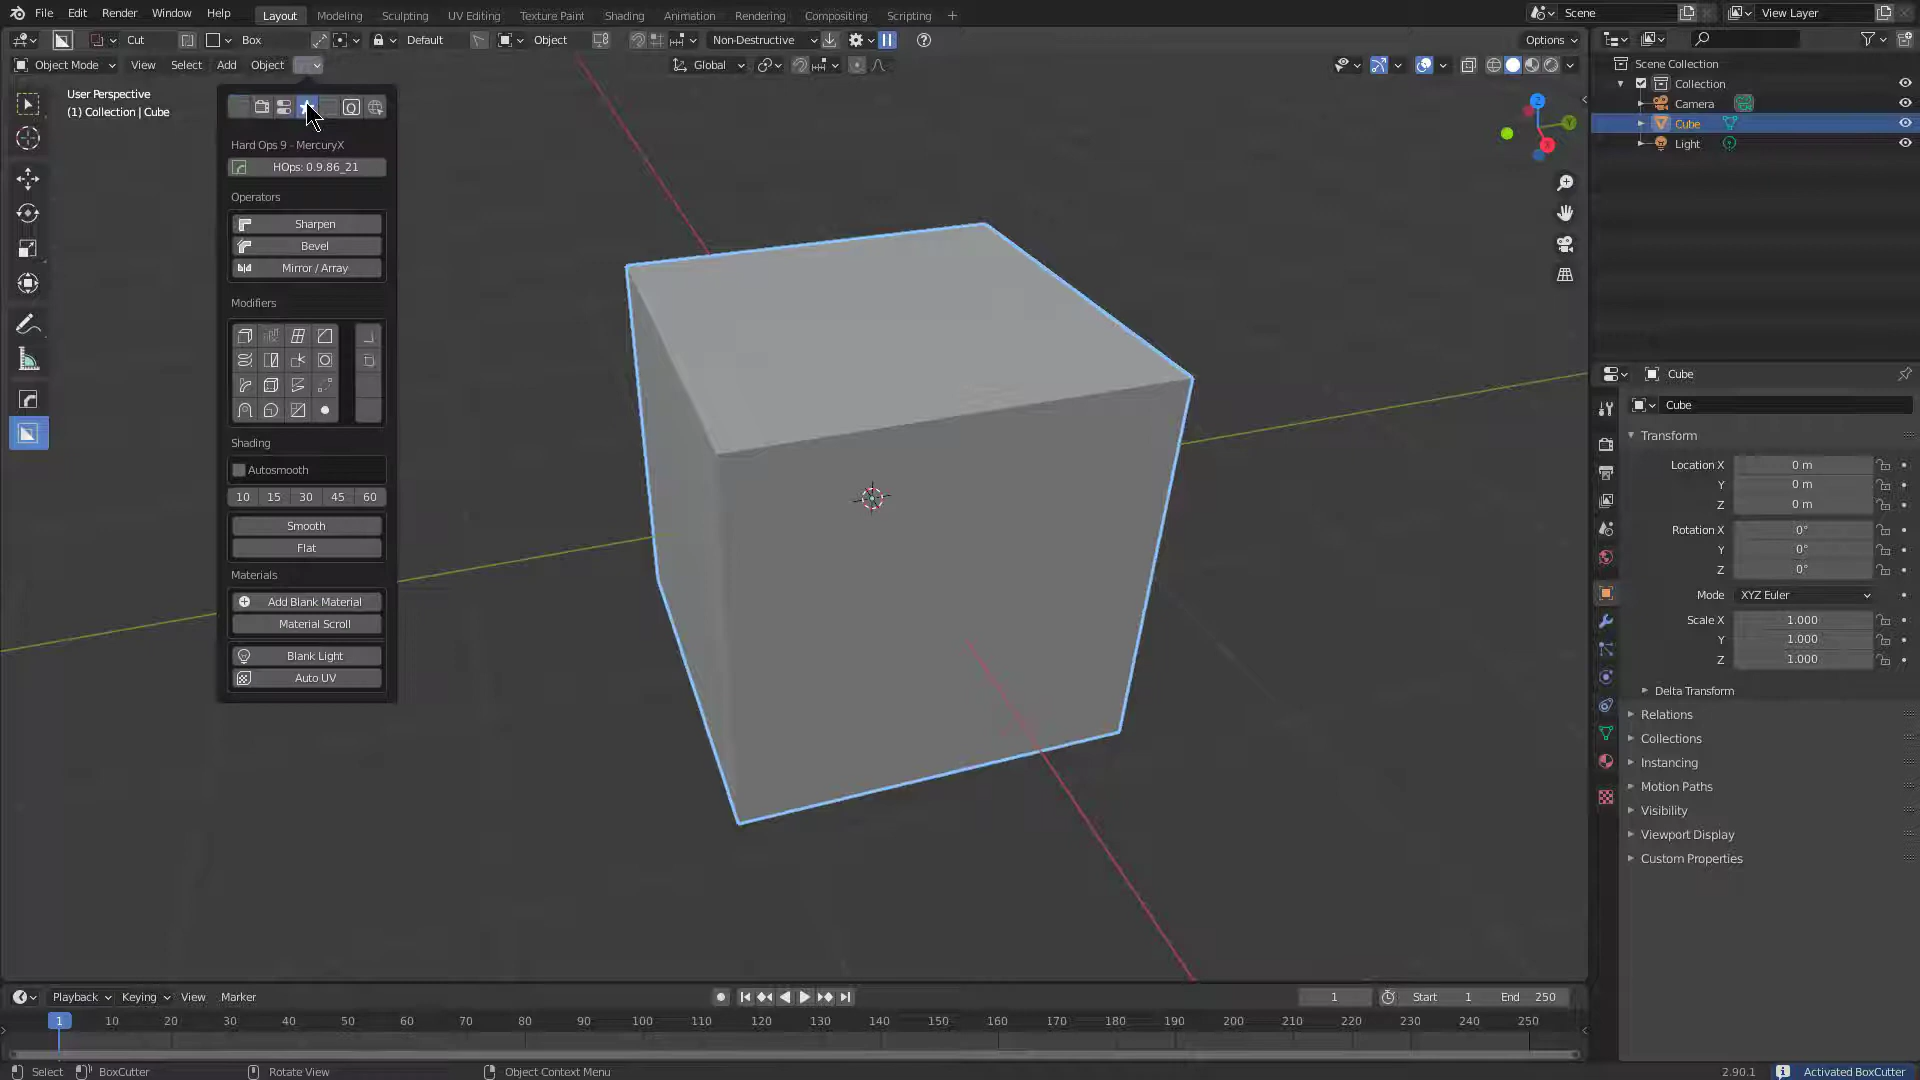 File Edit Render Window Help Layout Modeling Sculpting UV Editing Texture Paint Shading Animation Rendering Compositing Scripting + Scene View Layer
Cut Box Default Object Non-Destructive Options
Object Mode View Select Add Object Global
User Perspective
(1) Collection | Cube
Hard Ops 9 - MercuryX
HOps: 0.9.86_21
Operators
Sharpen
Bevel
Mirror / Array
Modifiers
Shading
Autosmooth
10 15 30 45 60
Smooth
Flat
Materials
Add Blank Material
Material Scroll
Blank Light
Auto UV
Z
Y
X
Scene Collection
Collection
Camera
Cube
Light
Cube
Cube
Transform
Location X 0 m
Y 0 m
Z 0 m
Rotation X 0°
Y 0°
Z 0°
Mode XYZ Euler
Scale X 1.000
Y 1.000
Z 1.000
Delta Transform
Relations
Collections
Instancing
Motion Paths
Visibility
Viewport Display
Custom Properties
Playback Keying View Marker 1 Start 1 End 250
1 10 20 30 40 50 60 70 80 90 100 110 120 130 140 150 160 170 180 190 200 210 220 230 240 250
Select BoxCutter Rotate View Object Context Menu 2.90.1 Activated BoxCutter